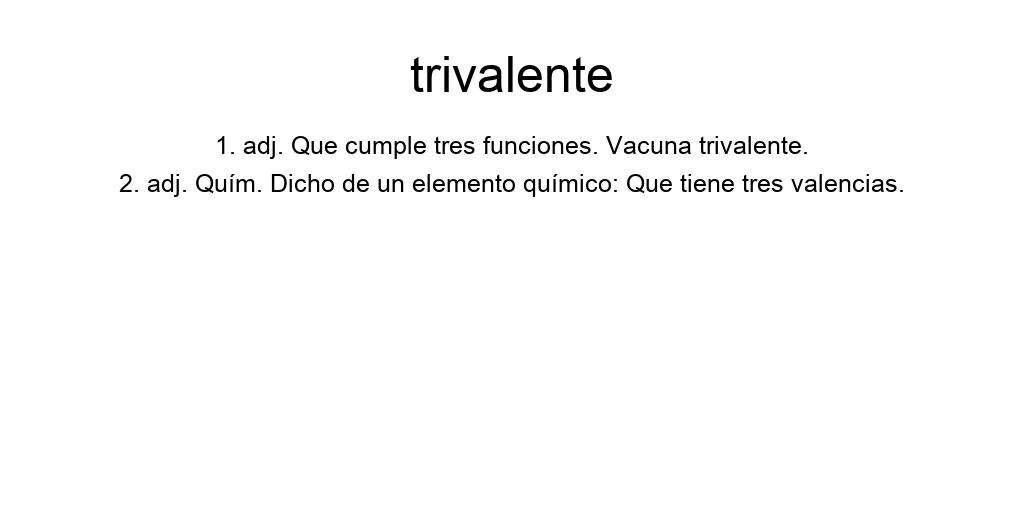 trivalente
1. adj. Que cumple tres funciones. Vacuna trivalente.
2. adj. Quím. Dicho de un elemento químico: Que tiene tres valencias.